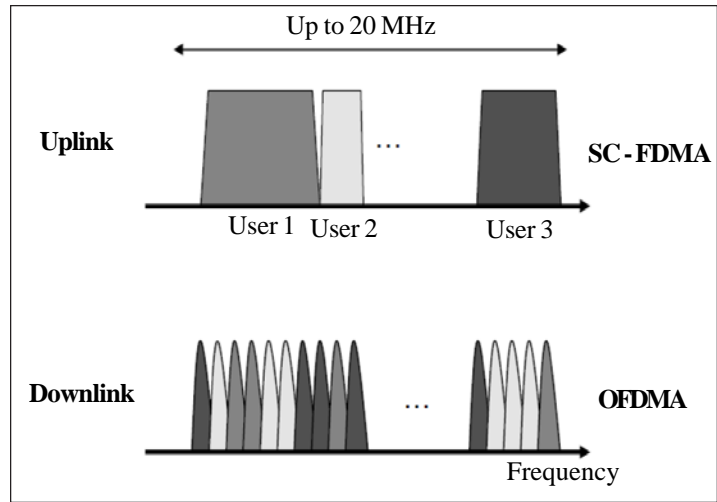 Up to 20 MHz
Uplink
...
SC - FDMA
User 1
User 2
User 3
Downlink
...
OFDMA
Frequency